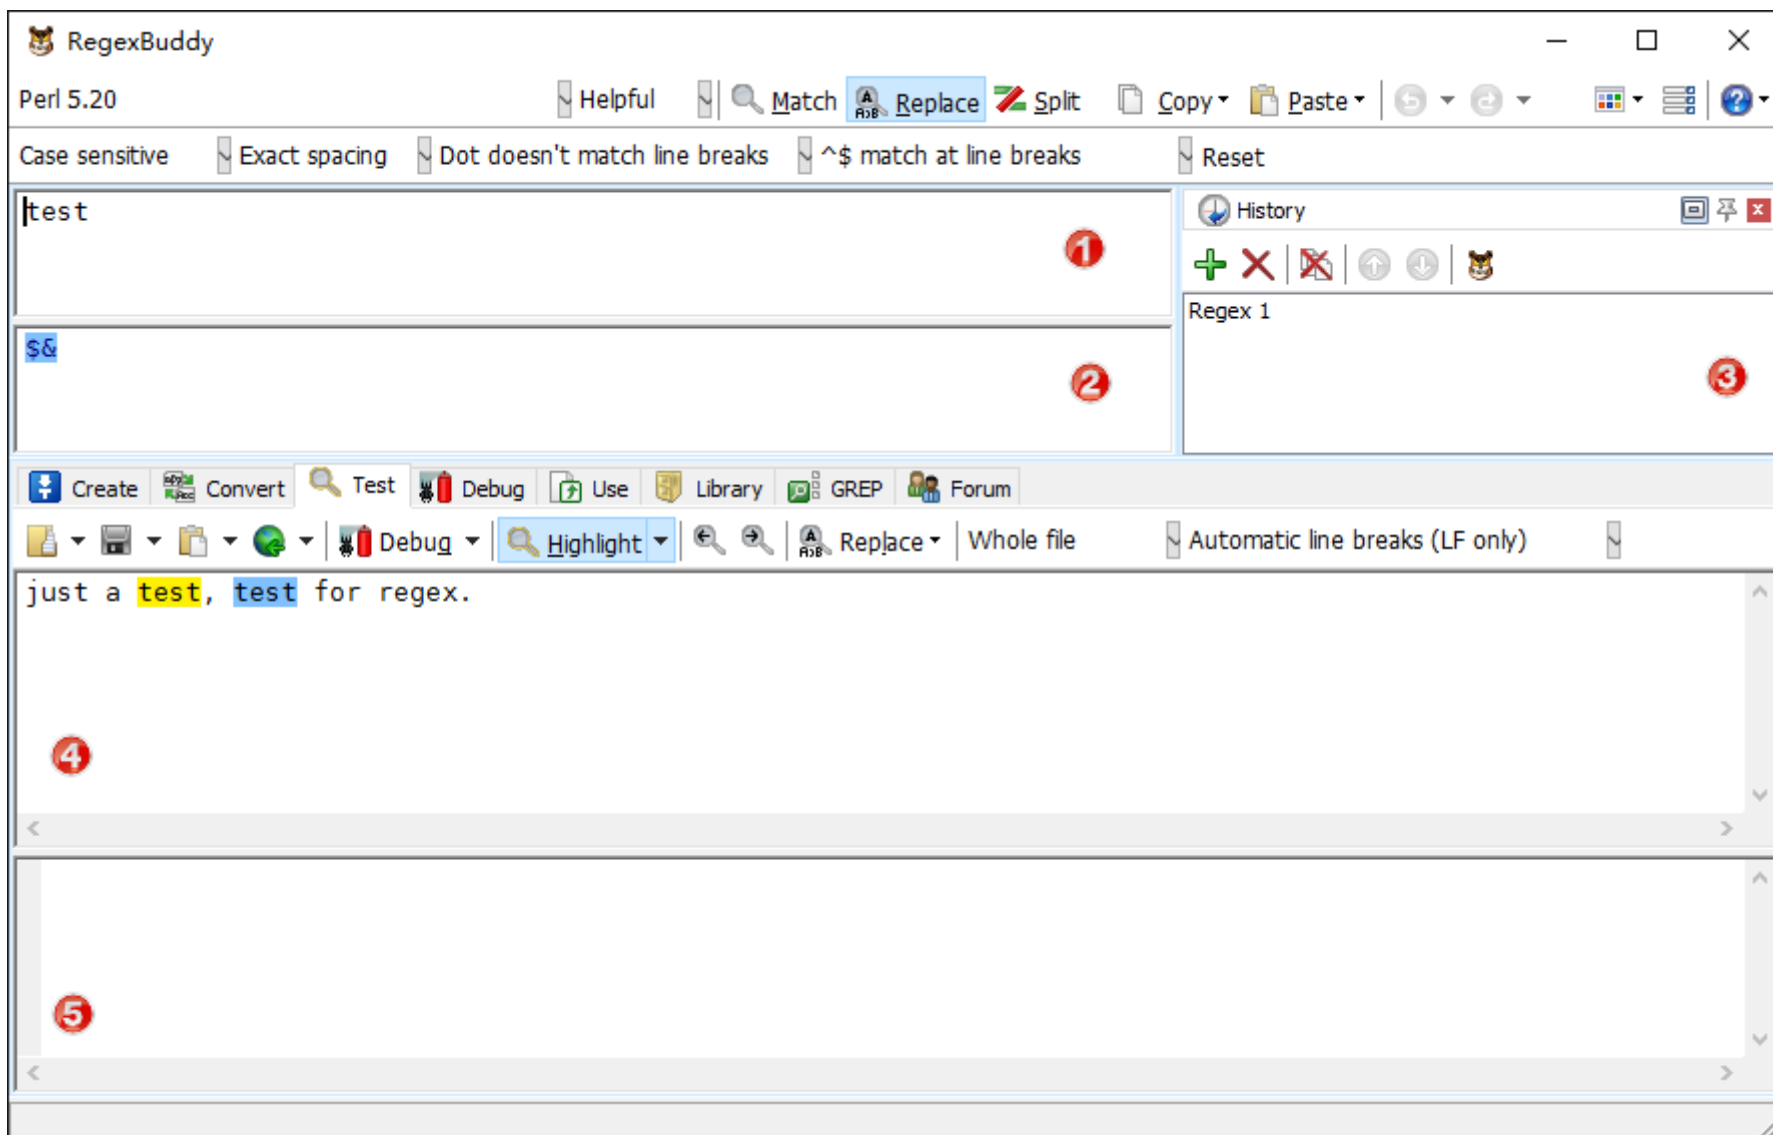 RegexBuddy
Perl 5.20 Helpful Match Replace Split Copy Paste
Case sensitive Exact spacing Dot doesn't match line breaks ^$ match at line breaks Reset
test
1
History
$&
2
Regex 1
3
Create Convert Test Debug Use Library GREP Forum
Debug Highlight Replace Whole file Automatic line breaks (LF only)
just a test, test for regex.
4
5